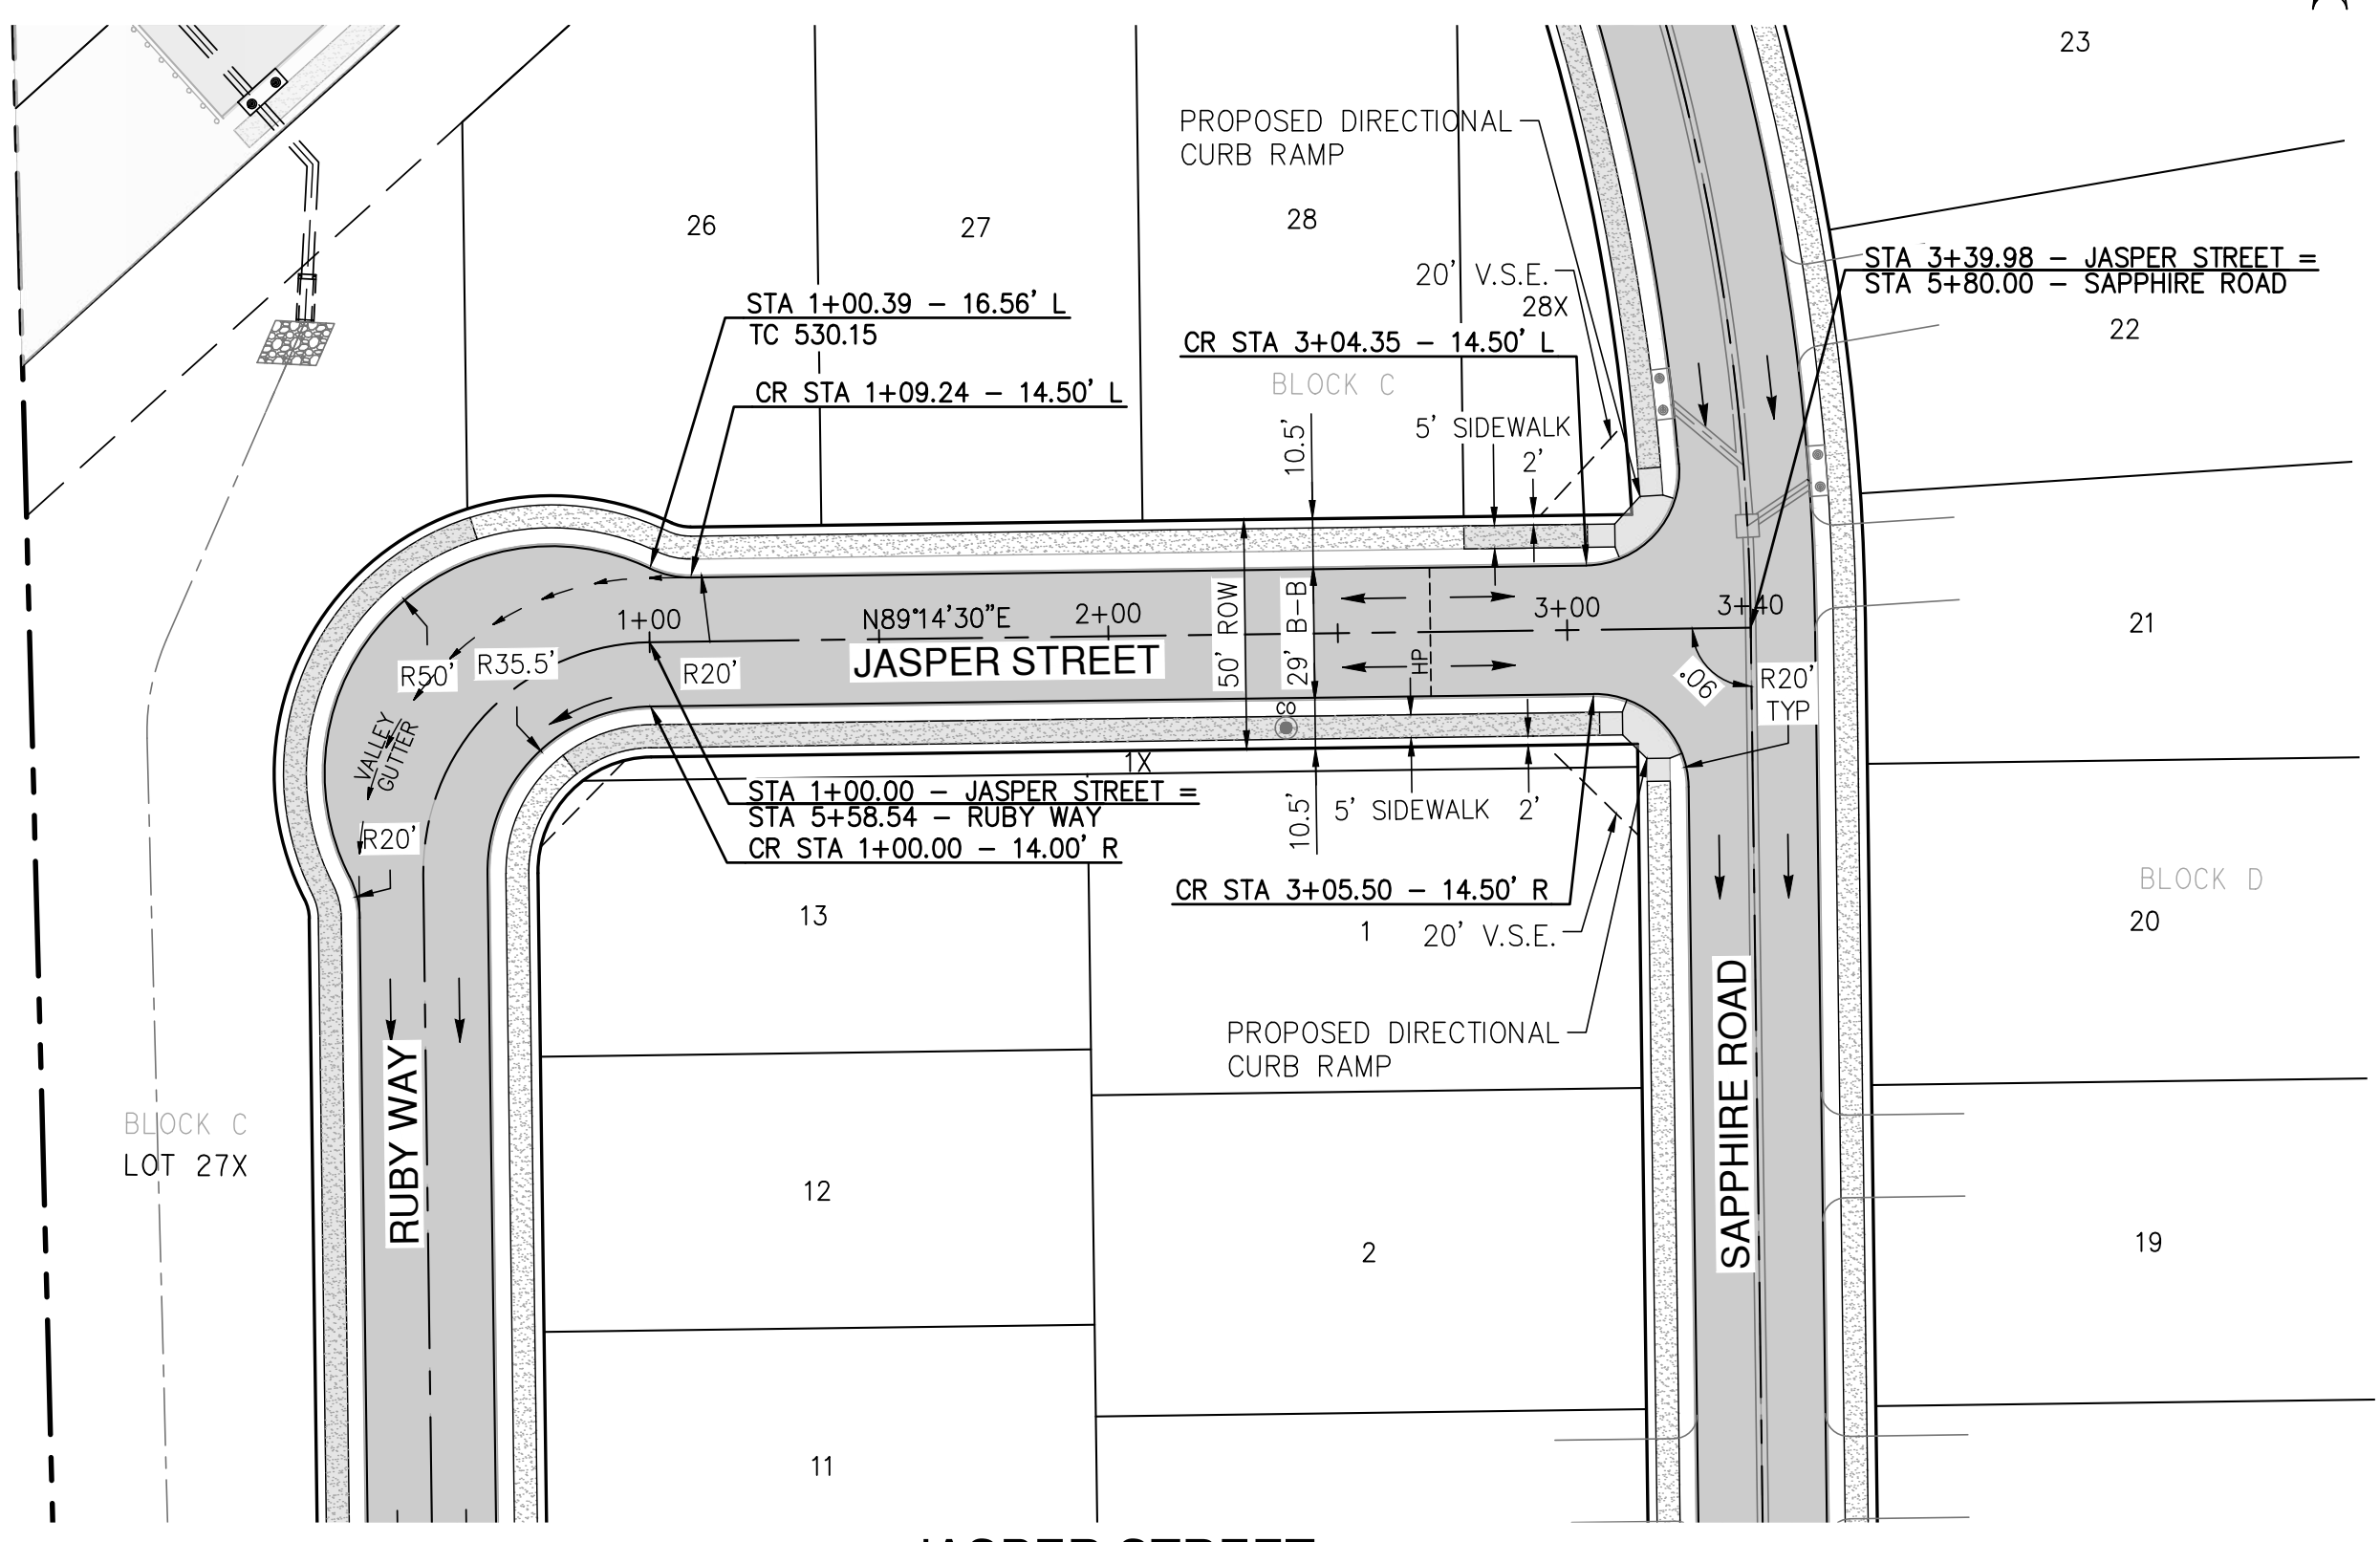 23
PROPOSED DIRECTIONAL
CURB RAMP
26
27
28
STA 3+39.98 – JASPER STREET =
STA 5+80.00 – SAPPHIRE ROAD
20' V.S.E.
28X
STA 1+00.39 – 16.56' L
TC 530.15
22
CR STA 3+04.35 – 14.50' L
BLOCK C
CR STA 1+09.24 – 14.50' L
10.5'
5' SIDEWALK
2'
1+00
N89°14'30"E
2+00
50' ROW
29' B-B
3+00
3+40
21
R50'
R35.5'
R20'
JASPER STREET
HP
90°
R20'
TYP
VALLEY
GUTTER
CO
1X
STA 1+00.00 – JASPER STREET =
STA 5+58.54 – RUBY WAY
CR STA 1+00.00 – 14.00' R
10.5'
5' SIDEWALK
2'
R20'
CR STA 3+05.50 – 14.50' R
BLOCK D
13
1
20' V.S.E.
20
PROPOSED DIRECTIONAL
CURB RAMP
RUBY WAY
SAPPHIRE ROAD
BLOCK C
LOT 27X
12
2
19
11
JASPER STREET